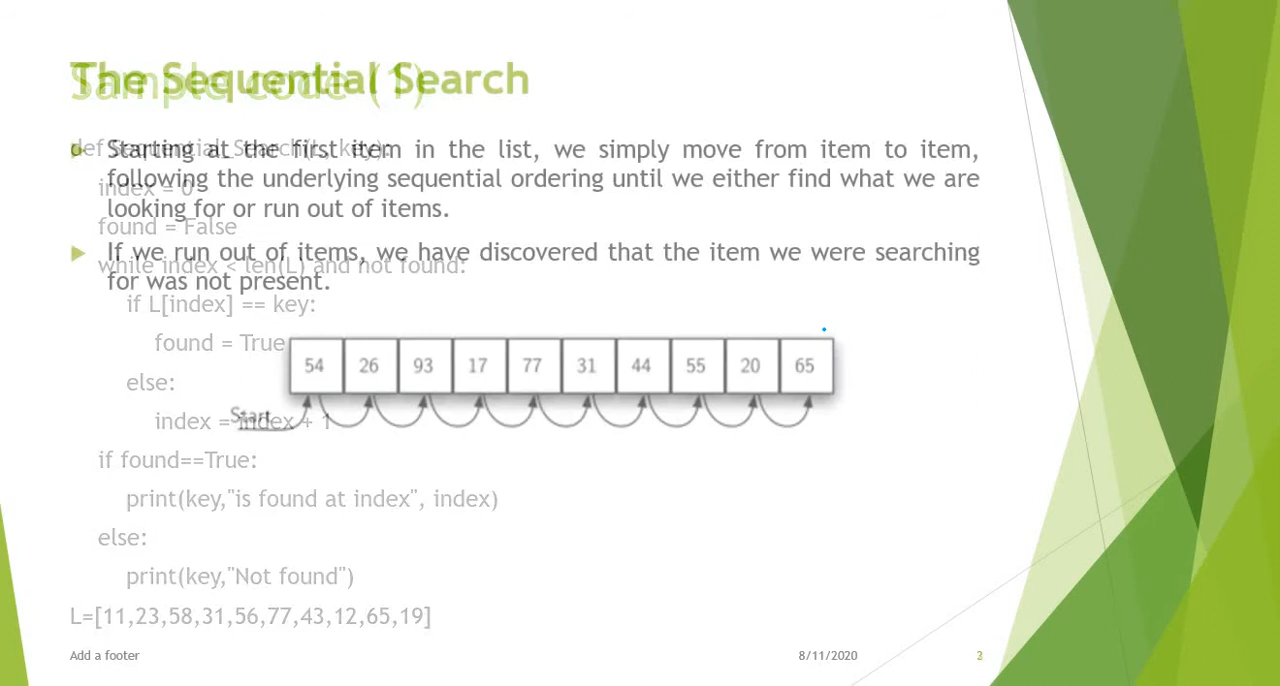 The Sequential Search
Starting at the first item in the list, we simply move from item to item,
following the underlying sequential ordering until we either find what we are
looking for or run out of items.
If we run out of items, we have discovered that the item we were searching
for was not present.
54 26 93 17 77 31 44 55 20 65
Start
Sample code (1)
def Sequential_Search(L, key):
index = 0
found = False
while index < len(L) and not found:
if L[index] == key:
found = True
else:
index = index + 1
if found==True:
print(key,"is found at index", index)
else:
print(key,"Not found")
L=[11,23,58,31,56,77,43,12,65,19]
Add a footer
8/11/2020